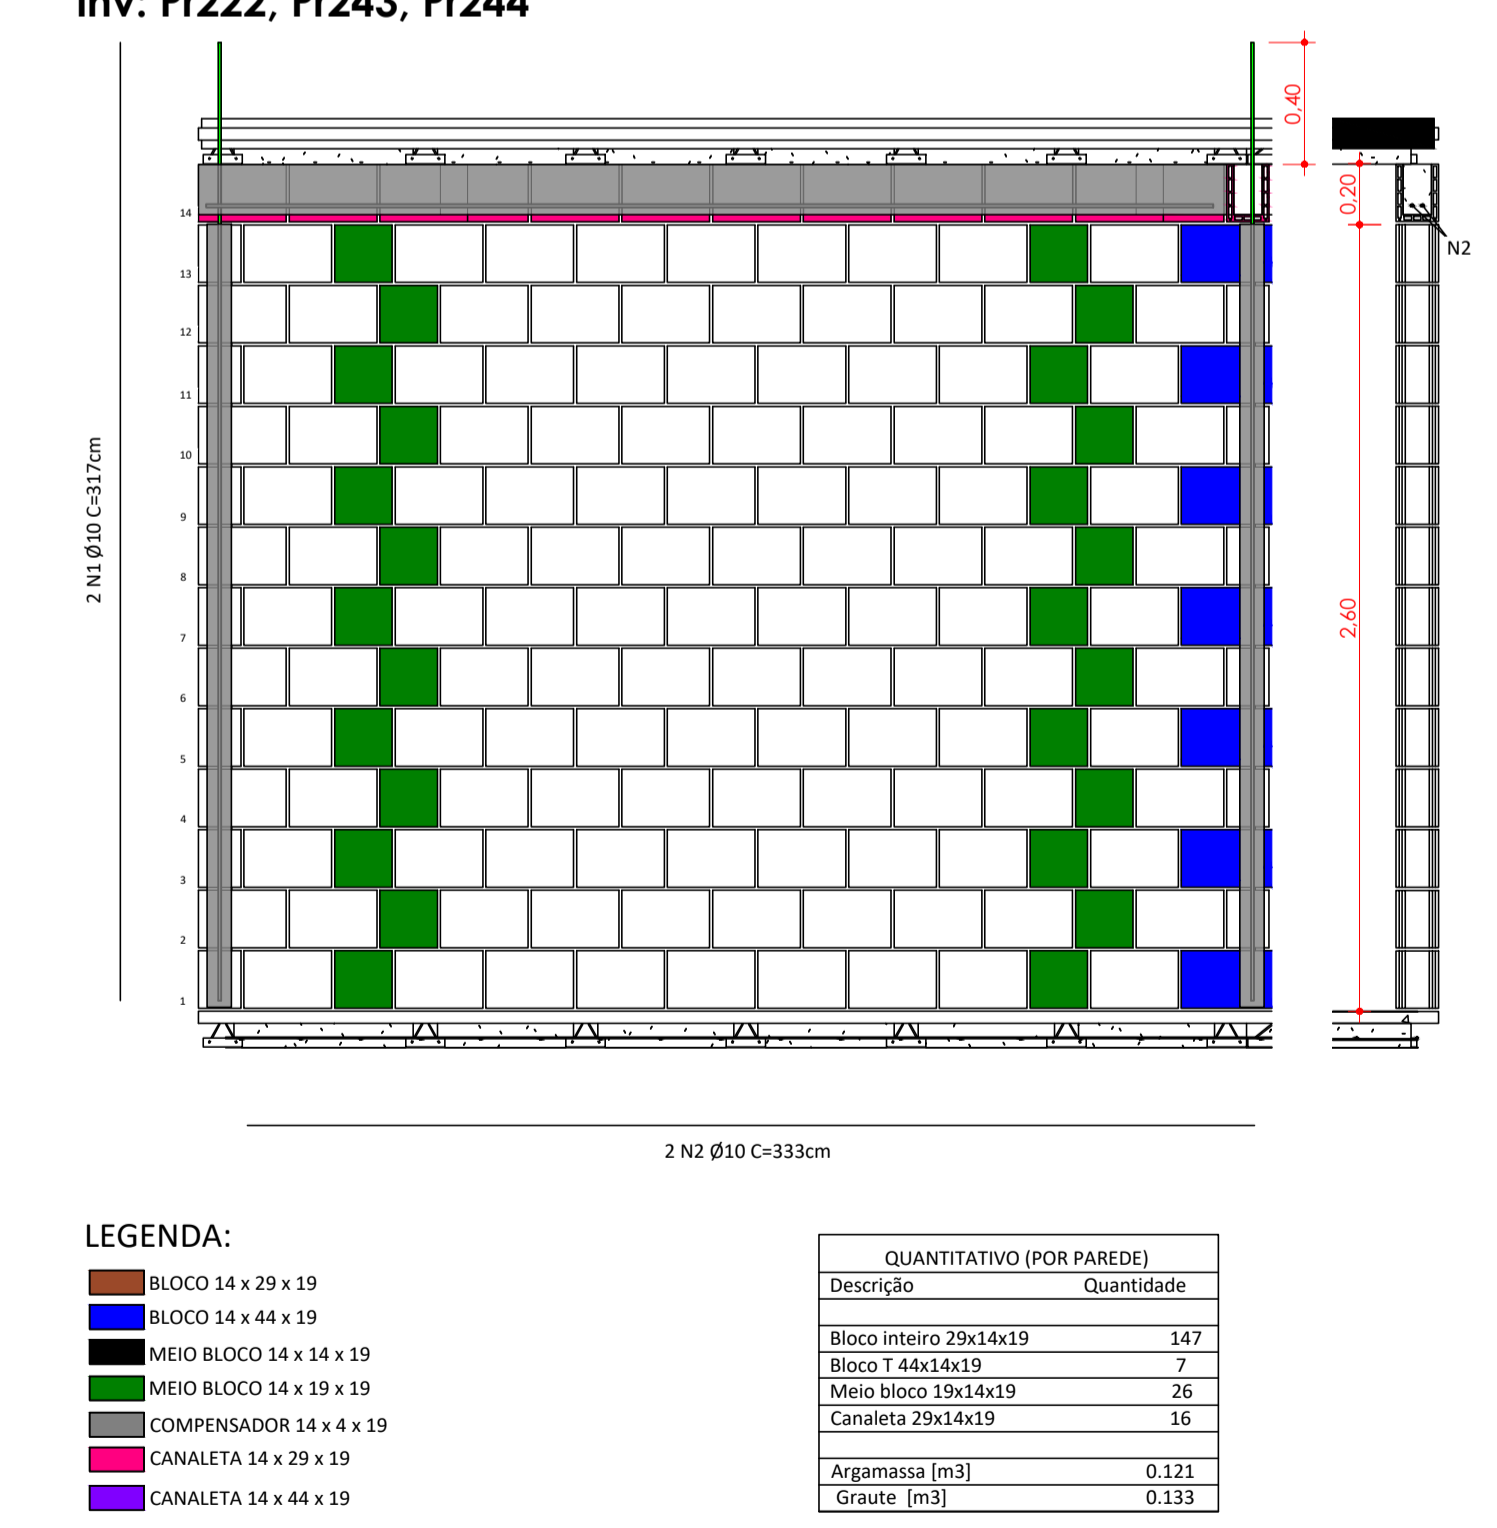 Inv: Pr222, Pr243, Pr244
0,40
0,20
N2
14
13
12
11
10
9
8
7
6
5
4
3
2
1
2 N1 Ø10 C=317cm
2,60
2 N2 Ø10 C=333cm
LEGENDA:
BLOCO 14 x 29 x 19
BLOCO 14 x 44 x 19
MEIO BLOCO 14 x 14 x 19
MEIO BLOCO 14 x 19 x 19
COMPENSADOR 14 x 4 x 19
CANALETA 14 x 29 x 19
CANALETA 14 x 44 x 19
QUANTITATIVO (POR PAREDE)
Descrição Quantidade
Bloco inteiro 29x14x19 147
Bloco T 44x14x19 7
Meio bloco 19x14x19 26
Canaleta 29x14x19 16
Argamassa [m3] 0.121
Graute [m3] 0.133